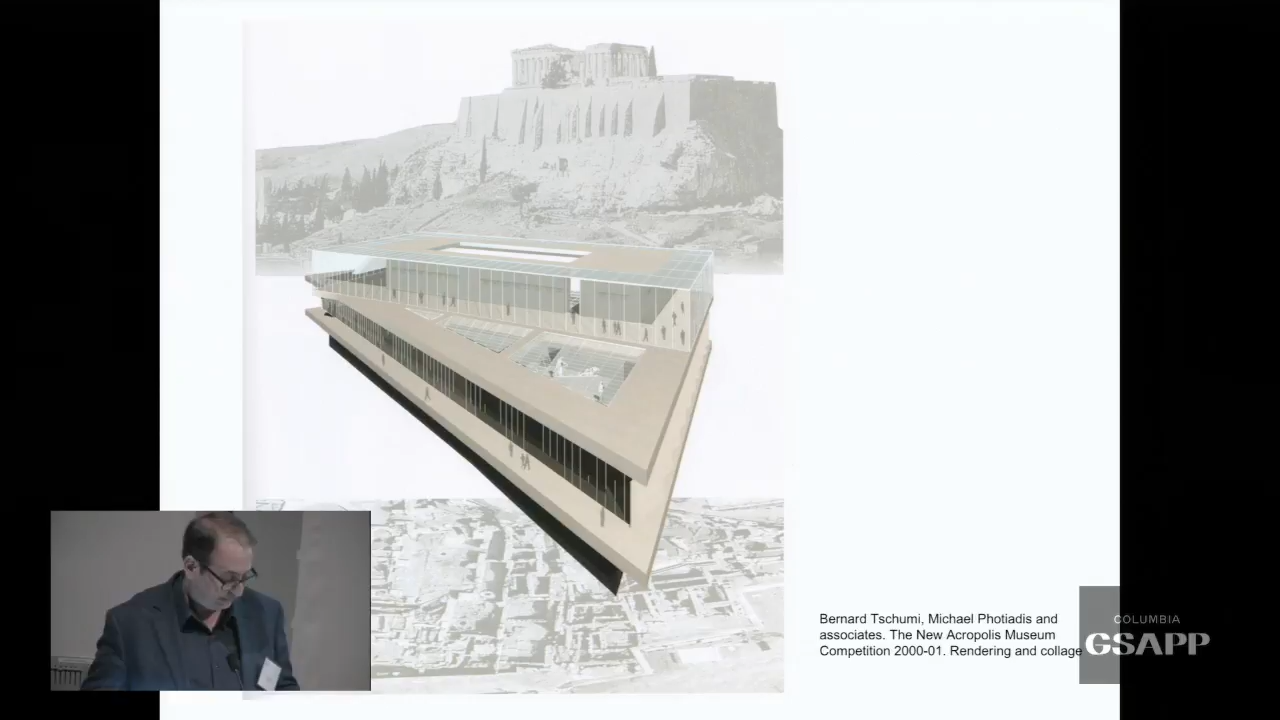 Bernard Tschumi, Michael Photiadis and
associates. The New Acropolis Museum
Competition 2000-01. Rendering and collage
COLUMBIA
GSAPP